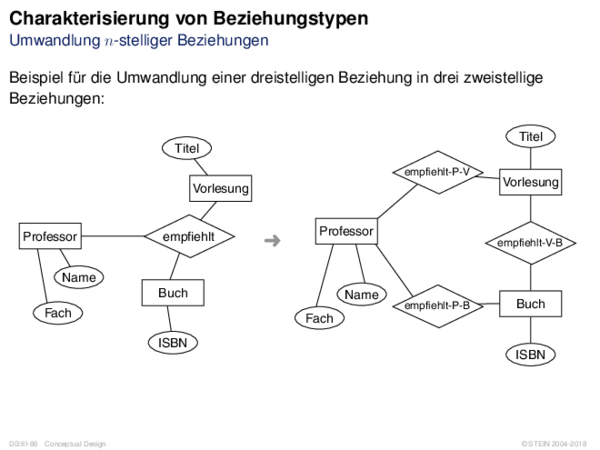 Charakterisierung von Beziehungstypen
Umwandlung n-stelliger Beziehungen
Beispiel für die Umwandlung einer dreistelligen Beziehung in drei zweistellige
Beziehungen:
Titel
Vorlesung
Professor
empfiehlt
Name
Buch
Fach
ISBN
➔
Titel
empfiehlt-P-V
Vorlesung
Professor
empfiehlt-V-B
Name
empfiehlt-P-B
Buch
Fach
ISBN
DB:III-86 Conceptual Design
© STEIN 2004-2018